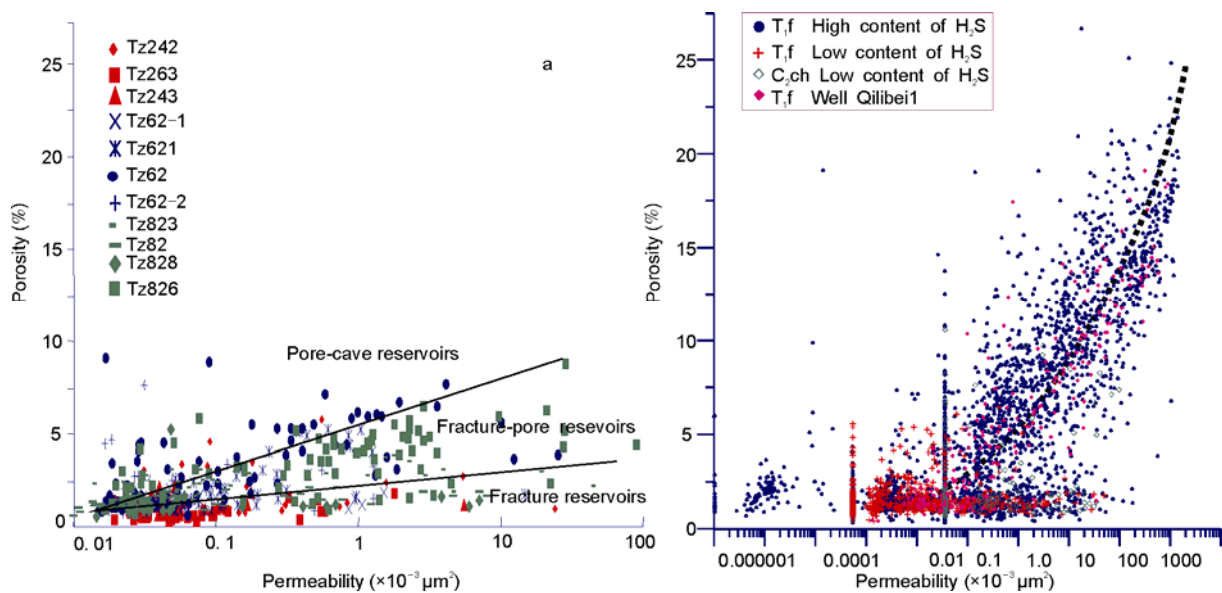 a
25
20
15
10
5
0
Porosity (%)
Tz242
Tz263
Tz243
Tz62-1
Tz621
Tz62
Tz62-2
Tz823
Tz82
Tz828
Tz826
Pore-cave reservoirs
Fracture-pore resevoirs
Fracture reservoirs
0.01 0.1 1 10 100
Permeability (×10⁻³ μm²)
T₁f High content of H₂S
T₁f Low content of H₂S
C₂ch Low content of H₂S
T₁f Well Qilibei1
25
20
15
10
5
0
Porosity (%)
0.000001 0.0001 0.01 0.1 1.0 10 100 1000
Permeability (×10⁻³ μm²)